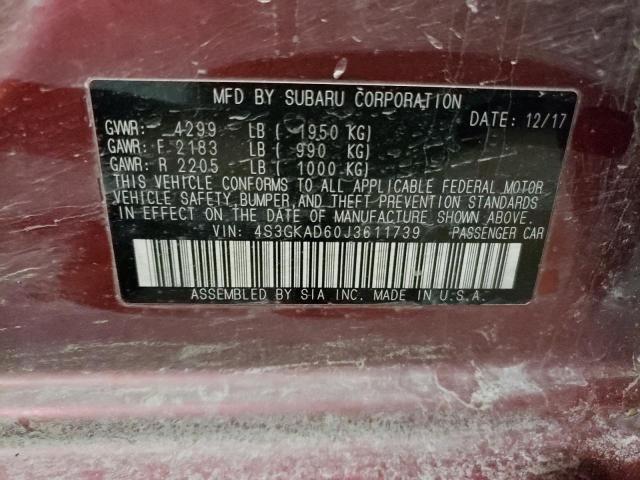 MFD BY SUBARU CORPORATION
DATE: 12/17
GVWR: 4299 LB ( 1950 KG)
GAWR: F 2183 LB ( 990 KG)
GAWR: R 2205 LB ( 1000 KG)
THIS VEHICLE CONFORMS TO ALL APPLICABLE FEDERAL MOTOR
VEHICLE SAFETY, BUMPER, AND THEFT PREVENTION STANDARDS
IN EFFECT ON THE DATE OF MANUFACTURE SHOWN ABOVE.
VIN: 4S3GKAD60J3611739 PASSENGER CAR
ASSEMBLED BY SIA INC. MADE IN U.S.A.